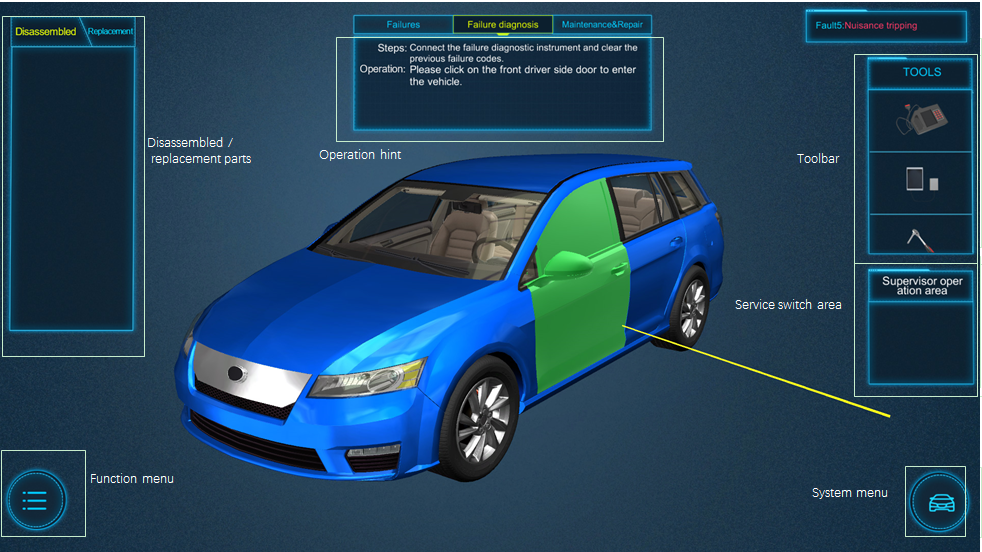 Disassembled
Replacement
Failures
Failure diagnosis
Maintenance&Repair
Fault5:Nuisance tripping
Steps: Connect the failure diagnostic instrument and clear the
previous failure codes.
Operation: Please click on the front driver side door to enter
the vehicle.
TOOLS
Disassembled /
replacement parts
Operation hint
Toolbar
Supervisor oper
ation area
Service switch area
Function menu
System menu